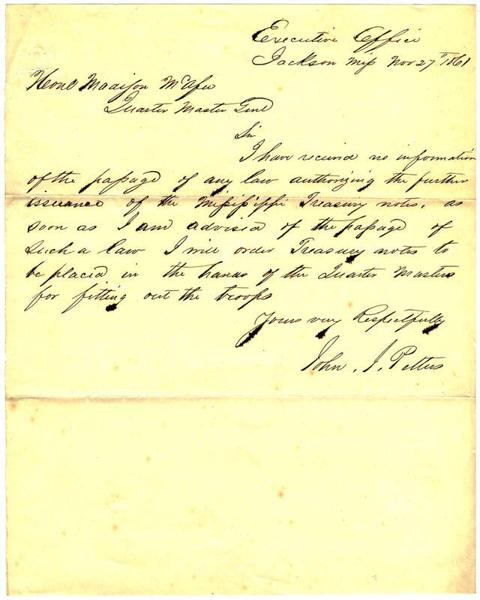 Executive Office
Jackson Miss Nov 27th 1861
Honl Madison McAfee
Quarter Master Genl
Sir
I have received no information
of the passage of any law authorizing the further
issuance of the Mississippi Treasury notes, as
soon as I am advised of the passage of
such a law I will order Treasury notes to
be placed in the hands of the Quarter Masters
for fitting out the troops
Yours very Respectfully
John J. Pettus